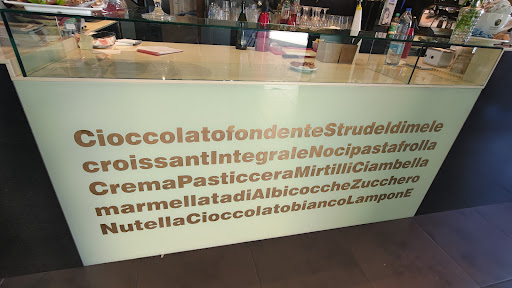 CioccolatofondenteStrudeldimele
croissantIntegraleNocipastafrolla
CremaPasticceraMirtilliCiambella
marmellatadiAlbicoccheZucchero
NutellaCioccolatobiancoLamponE